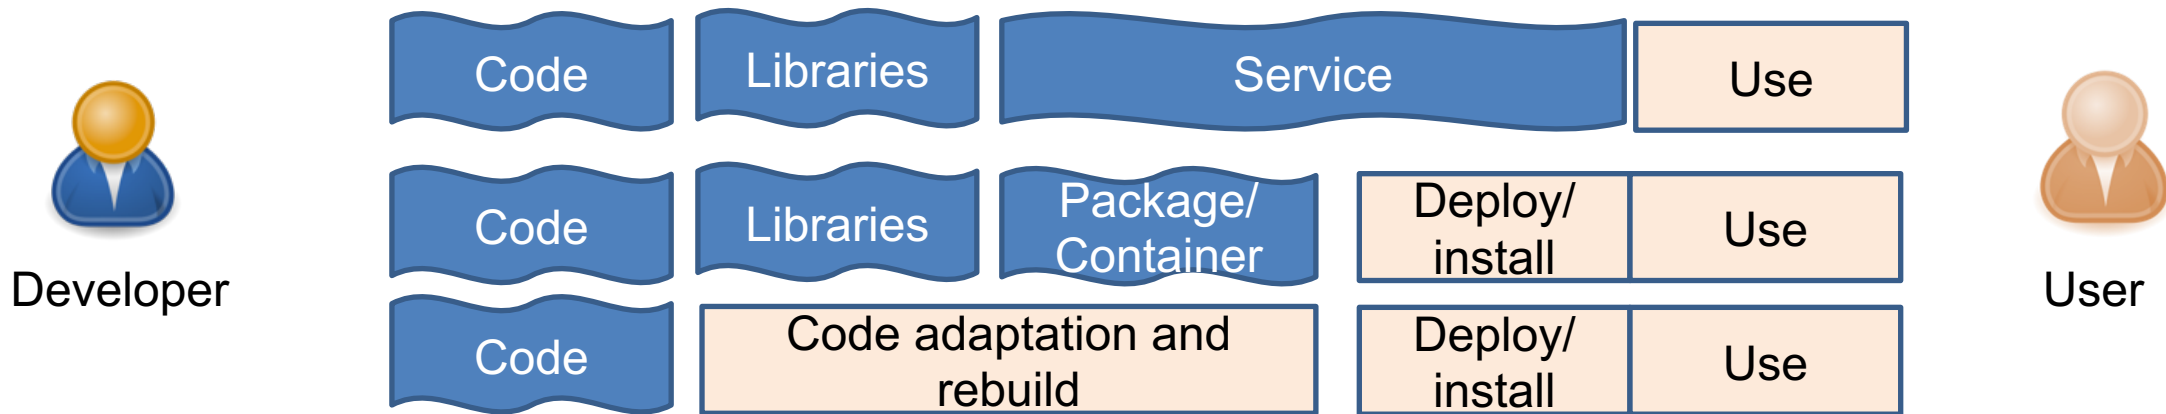 Code
Libraries
Service
Use
Code
Libraries
Package/
Container
Deploy/
install
Use
Developer
User
Code
Code adaptation and
rebuild
Deploy/
install
Use